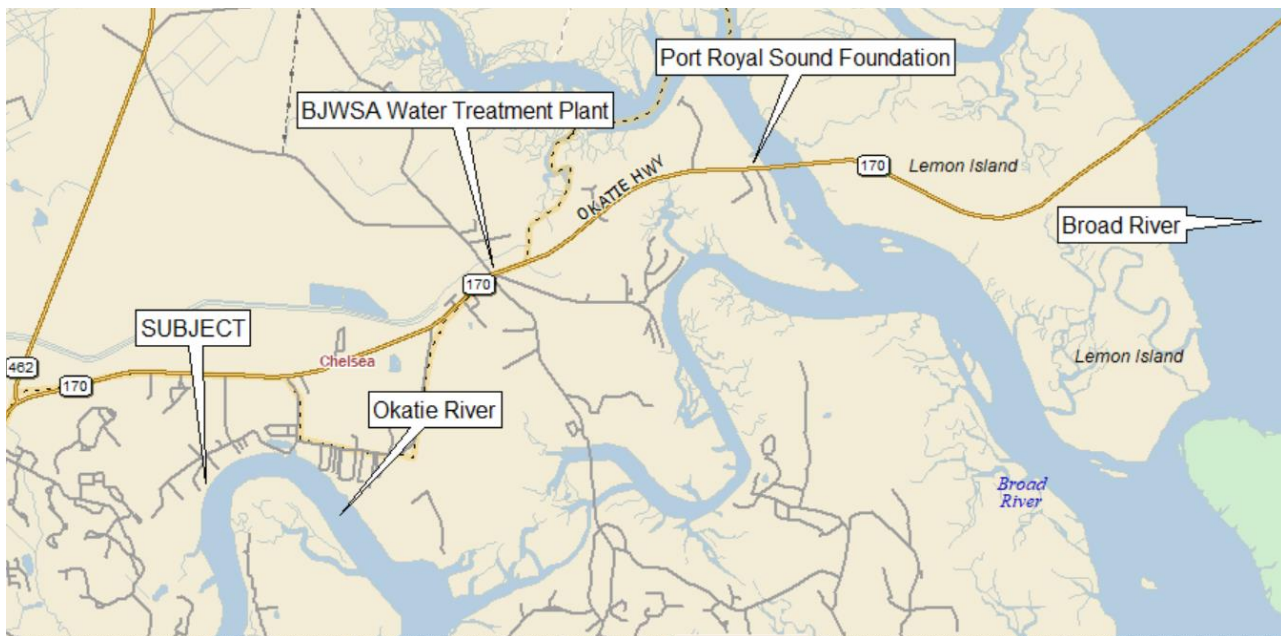 Port Royal Sound Foundation
BJWSA Water Treatment Plant
OKATIE HWY
170
Lemon Island
Broad River
170
SUBJECT
Chelsea
Lemon Island
462
170
Okatie River
Broad
River